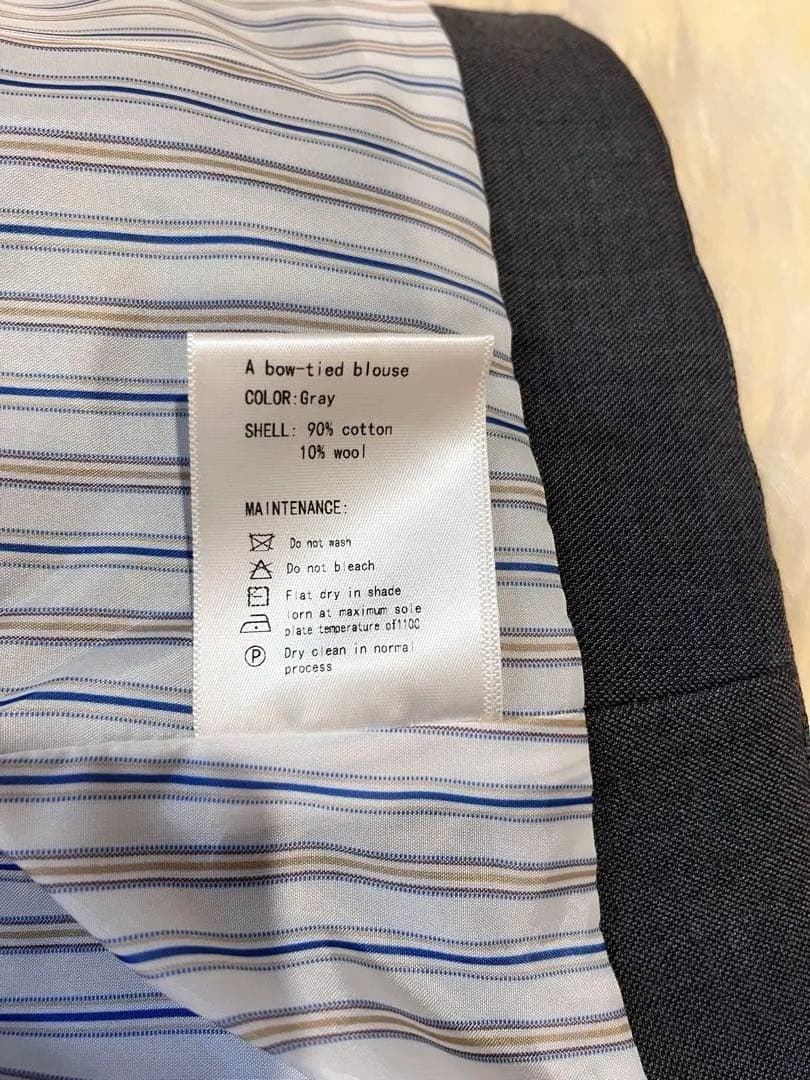 A bow-tied blouse
COLOR:Gray
SHELL: 90% cotton
10% wool
MAINTENANCE:
Do not wash
Do not bleach
Flat dry in shade
lorn at maximum sole
plate temperature of110C
P Dry clean in normal
process